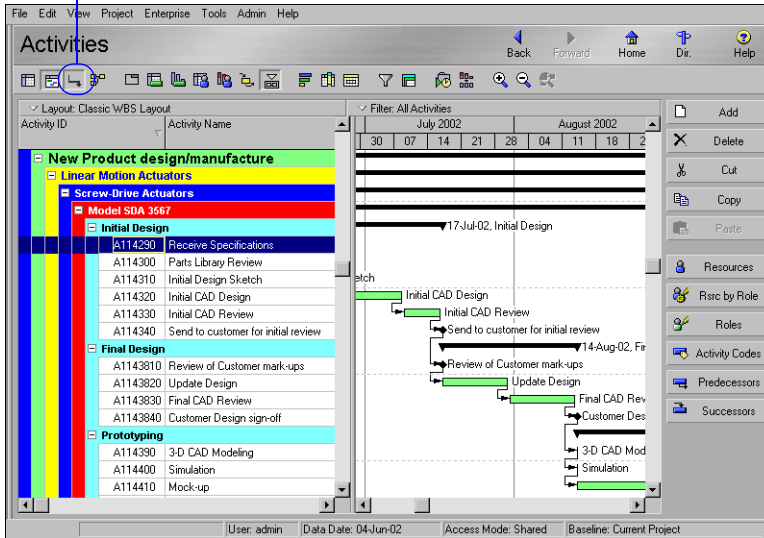 File Edit View Project Enterprise Tools Admin Help
Activities
Back Forward Home Dir. Help
Layout: Classic WBS Layout
Filter: All Activities
Activity ID Activity Name
July 2002 August 2002
30 07 14 21 28 04 11 18 2
New Product design/manufacture
Linear Motion Actuators
Screw-Drive Actuators
Model SDA 3567
Initial Design
A114290 Receive Specifications
A114300 Parts Library Review
A114310 Initial Design Sketch
A114320 Initial CAD Design
A114330 Initial CAD Review
A114340 Send to customer for initial review
Final Design
A1143810 Review of Customer mark-ups
A1143820 Update Design
A1143830 Final CAD Review
A1143840 Customer Design sign-off
Prototyping
A114390 3-D CAD Modeling
A114400 Simulation
A114410 Mock-up
17-Jul-02, Initial Design
etch
Initial CAD Design
Initial CAD Review
Send to customer for initial review
14-Aug-02, Fir
Review of Customer mark-ups
Update Design
Final CAD Rev
Customer Des
3-D CAD Mod
Simulation
Add
Delete
Cut
Copy
Paste
Resources
Rsrc by Role
Roles
Activity Codes
Predecessors
Successors
User: admin Data Date: 04-Jun-02 Access Mode: Shared Baseline: Current Project